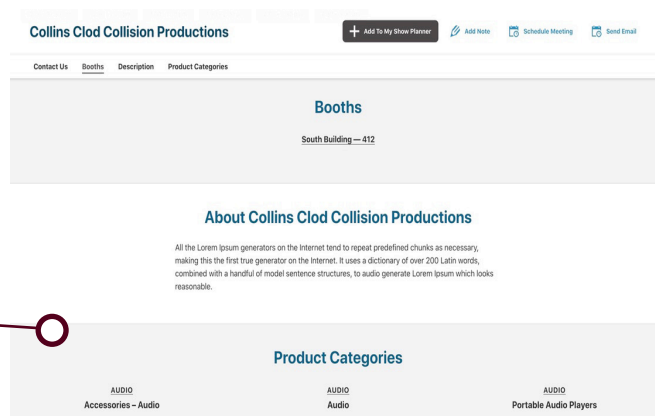 Collins Clod Collision Productions
Add To My Show Planner
Add Note
Schedule Meeting
Send Email
Contact Us Booths Description Product Categories
Booths
South Building — 412
About Collins Clod Collision Productions
All the Lorem Ipsum generators on the Internet tend to repeat predefined chunks as necessary,
making this the first true generator on the Internet. It uses a dictionary of over 200 Latin words,
combined with a handful of model sentence structures, to audio generate Lorem Ipsum which looks
reasonable.
Product Categories
AUDIO AUDIO AUDIO
Accessories – Audio Audio Portable Audio Players